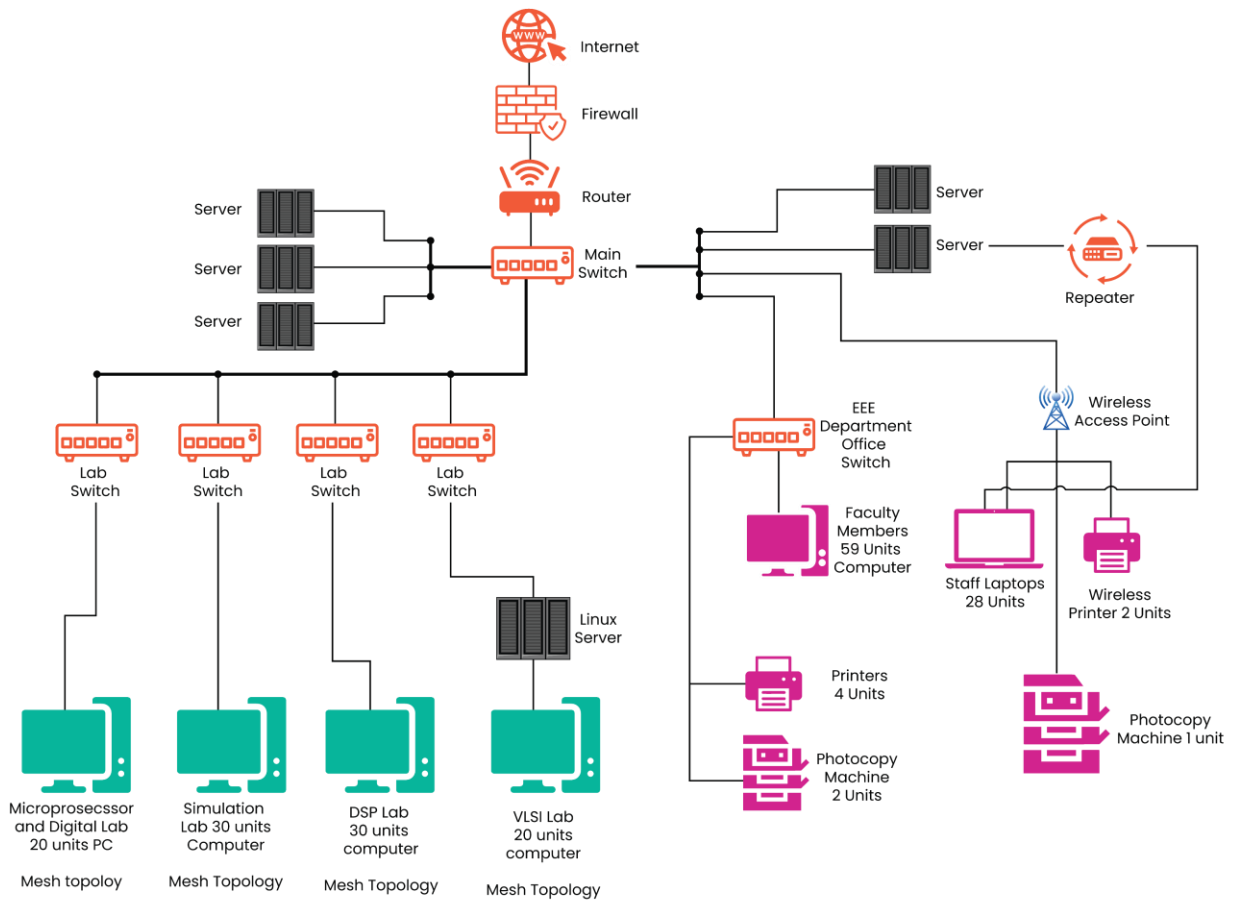 WWW
Internet
Firewall
Router
Main
Switch
Server
Server
Server
Server
Server
Repeater
Wireless
Access Point
EEE
Department
Office
Switch
Lab
Switch
Lab
Switch
Lab
Switch
Lab
Switch
Faculty
Members
59 Units
Computer
Staff Laptops
28 Units
Wireless
Printer 2 Units
Linux
Server
Printers
4 Units
Photocopy
Machine 1 unit
Photocopy
Machine
2 Units
Microprosecssor
and Digital Lab
20 units PC
Mesh topoloy
Simulation
Lab 30 units
Computer
Mesh Topology
DSP Lab
30 units
computer
Mesh Topology
VLSI Lab
20 units
computer
Mesh Topology